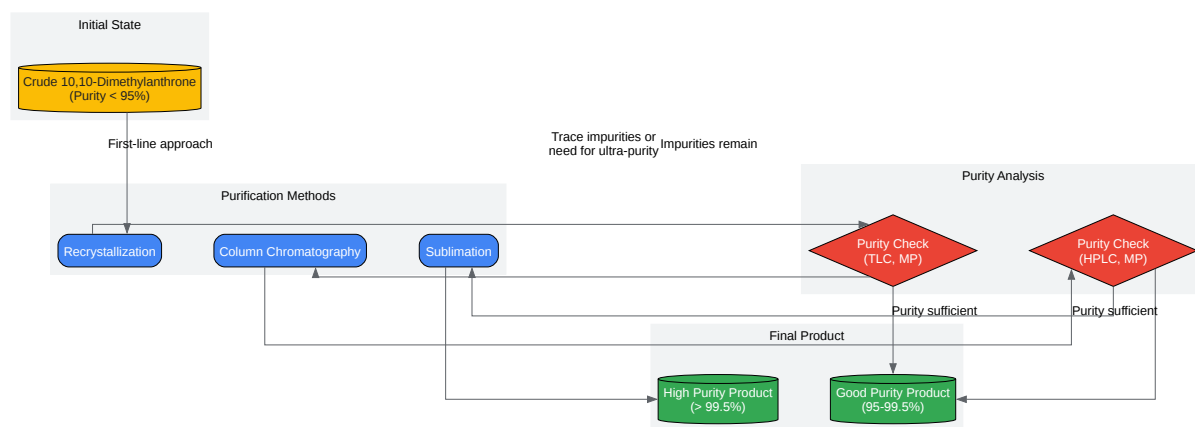 Initial State
Crude 10,10-Dimethylanthrone
(Purity < 95%)
First-line approach
Trace impurities or
need for ultra-purity
Impurities remain
Purification Methods
Purity Analysis
Recrystallization
Column Chromatography
Sublimation
Purity Check
(TLC, MP)
Purity Check
(HPLC, MP)
Purity sufficient
Purity sufficient
Final Product
High Purity Product
(> 99.5%)
Good Purity Product
(95-99.5%)